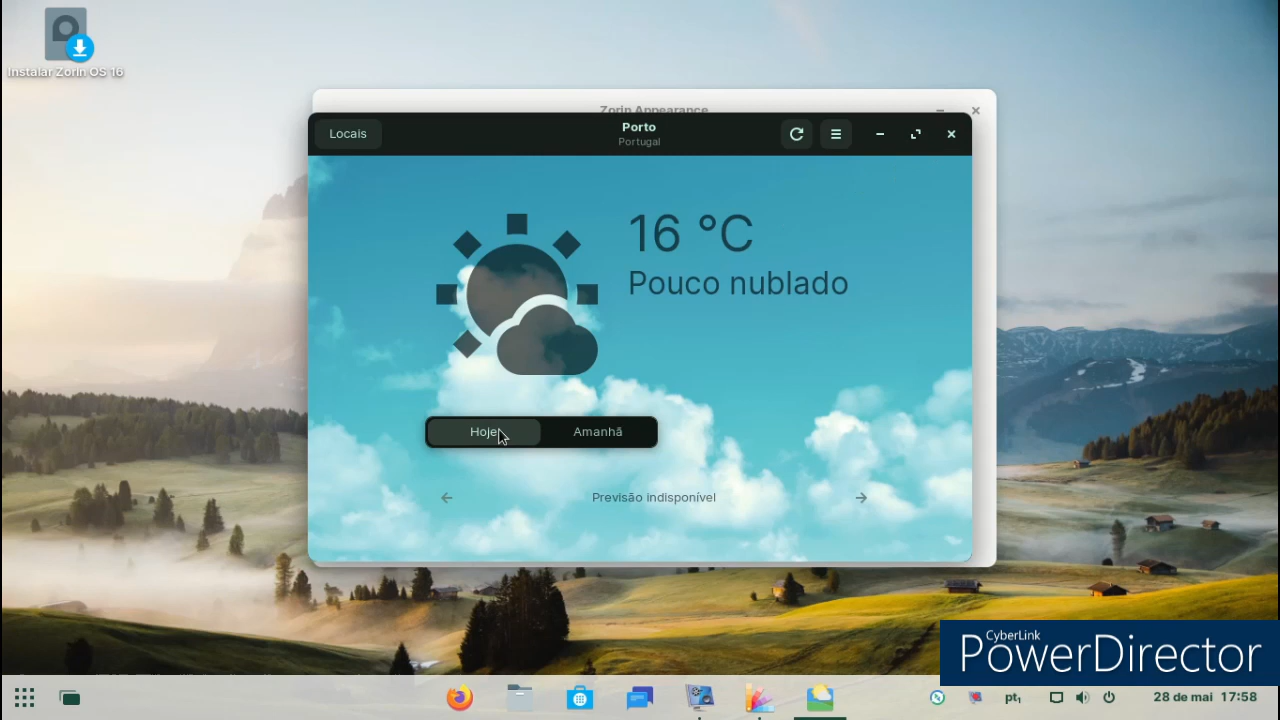 Instalar Zorin OS 16
Zorin Appearance
Locais
Porto
Portugal
16 °C
Pouco nublado
Hoje
Amanhã
Previsão indisponível
CyberLink
PowerDirector
pt₁
28 de mai 17:58